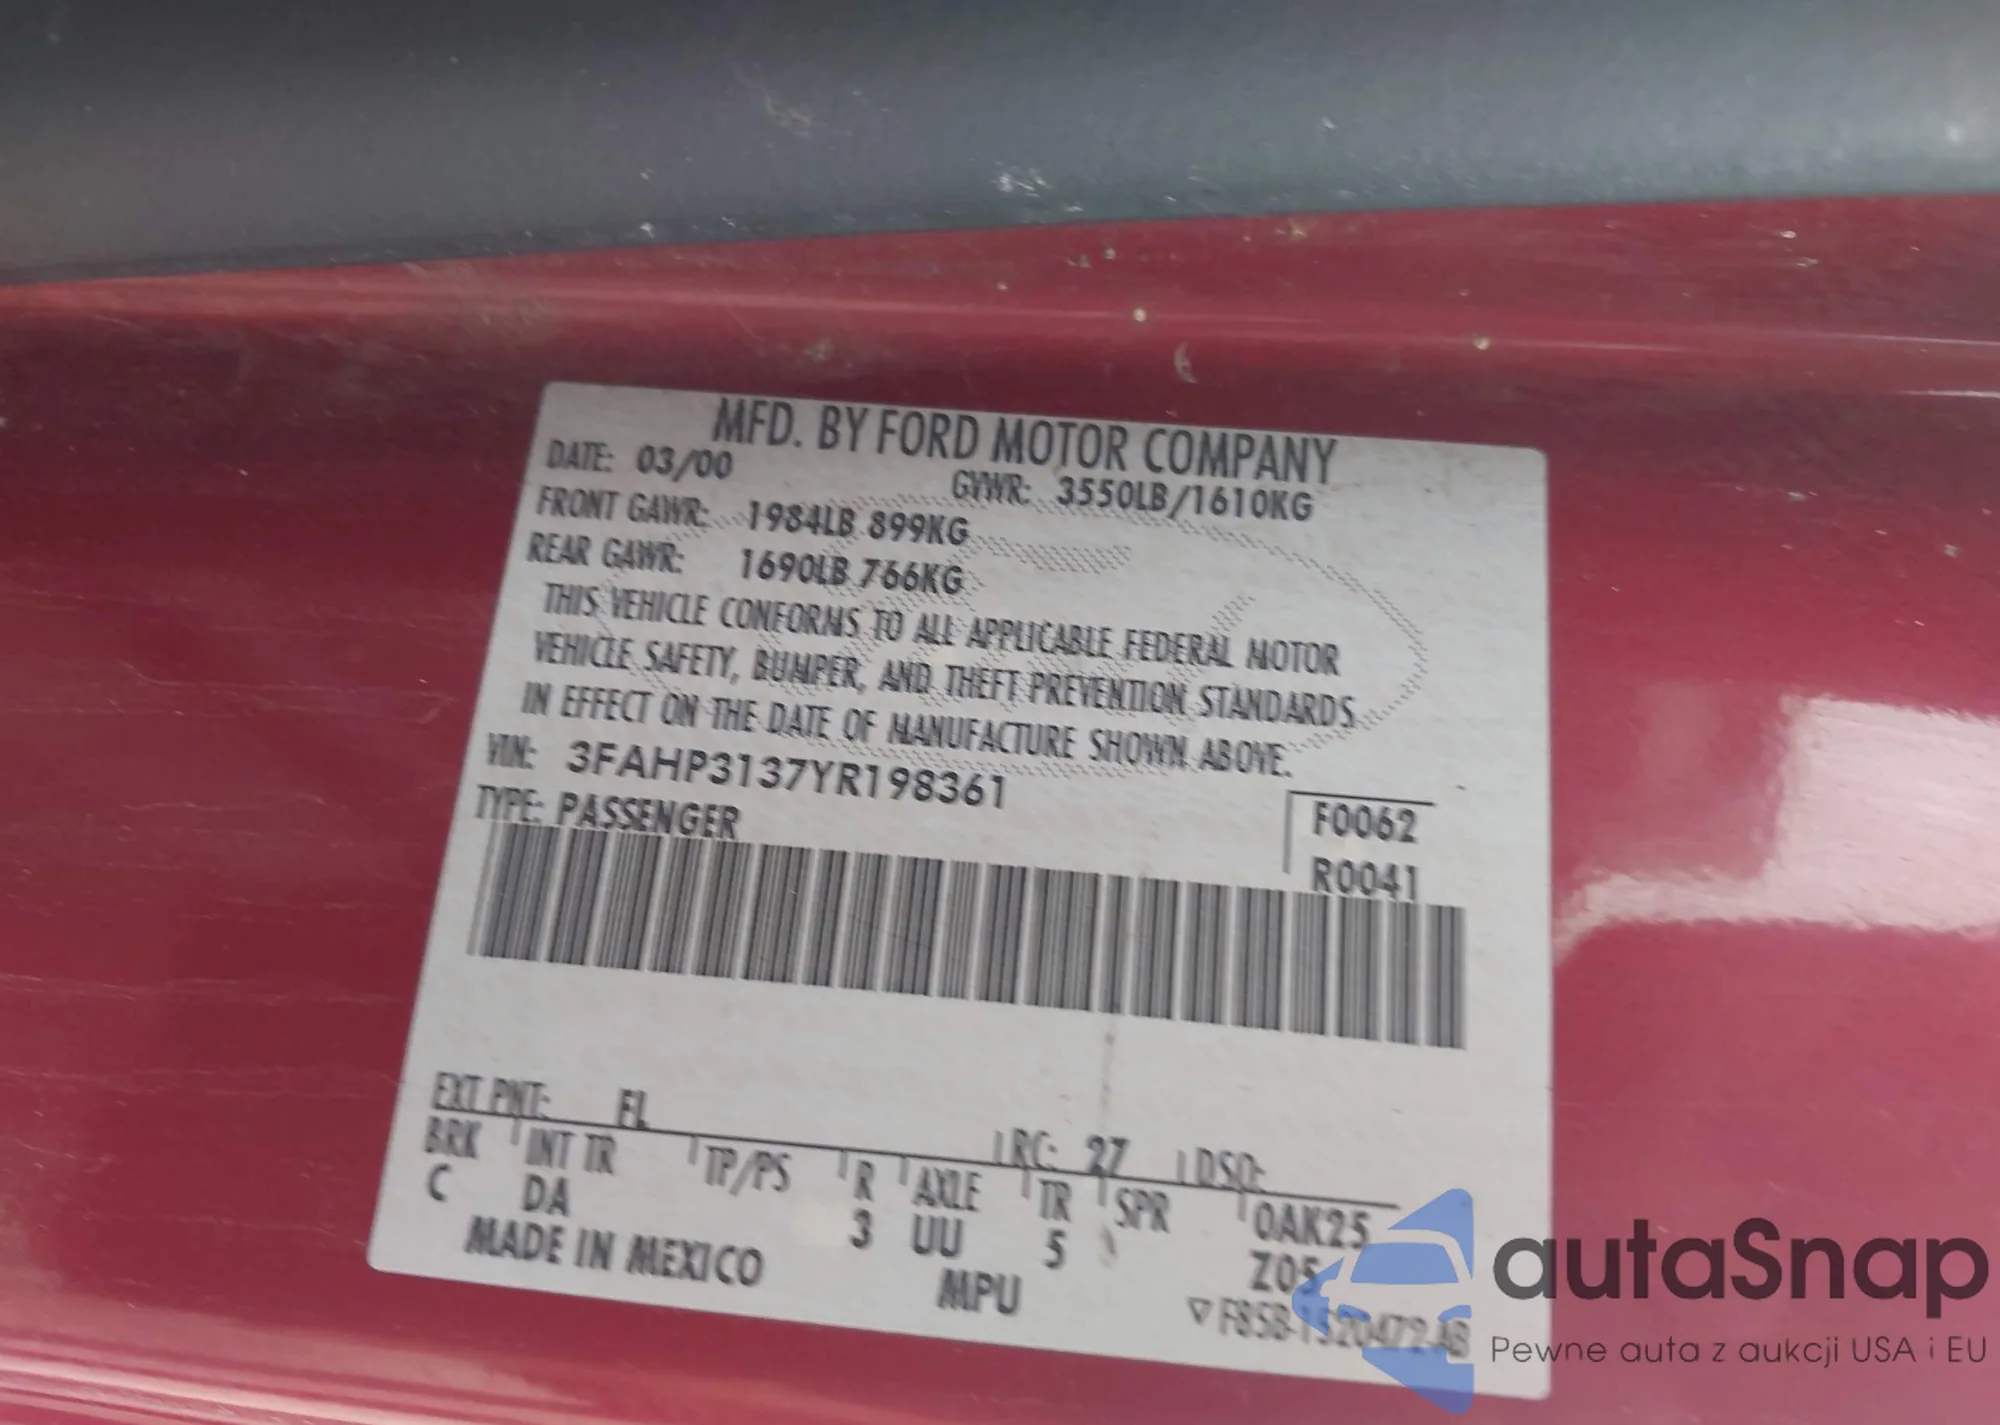 MFD. BY FORD MOTOR COMPANY
DATE: 03/00
GVWR: 3550LB/1610KG
FRONT GAWR: 1984LB 899KG
REAR GAWR: 1690LB 766KG
THIS VEHICLE CONFORMS TO ALL APPLICABLE FEDERAL MOTOR
VEHICLE SAFETY, BUMPER, AND THEFT PREVENTION STANDARDS
IN EFFECT ON THE DATE OF MANUFACTURE SHOWN ABOVE.
VIN: 3FAHP3137YR198361
TYPE: PASSENGER
F0062
R0041
EXT PNT: FL
RC: 27 DSO:
BRK INT TR TP/PS R AXLE TR SPR 0AK25
C DA 3 UU 5 Z05
MADE IN MEXICO MPU
F85B-1520472-AB
autaSnap
Pewne auta z aukcji USA i EU